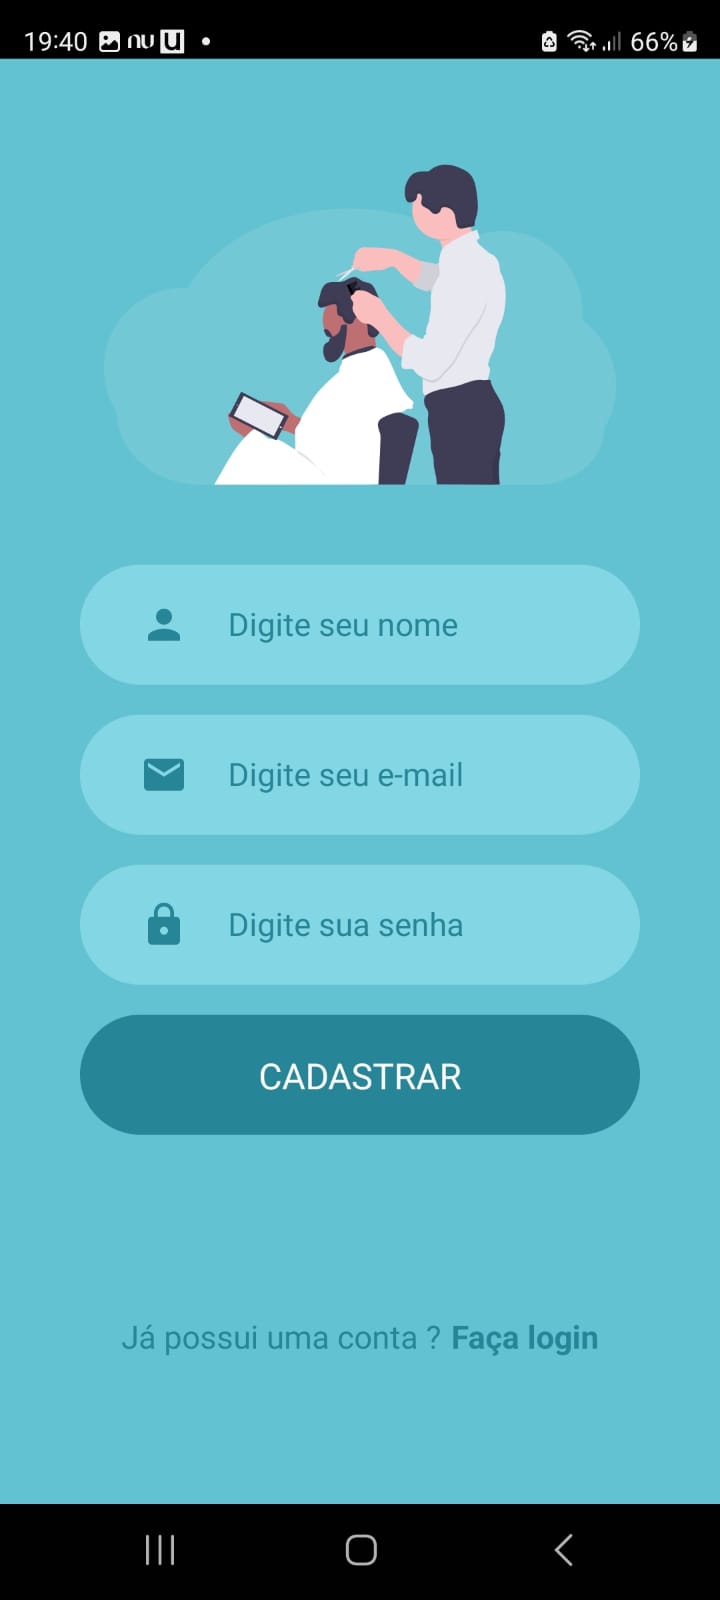 19:40 nu U
66%
Digite seu nome
Digite seu e-mail
Digite sua senha
CADASTRAR
Já possui uma conta ? Faça login